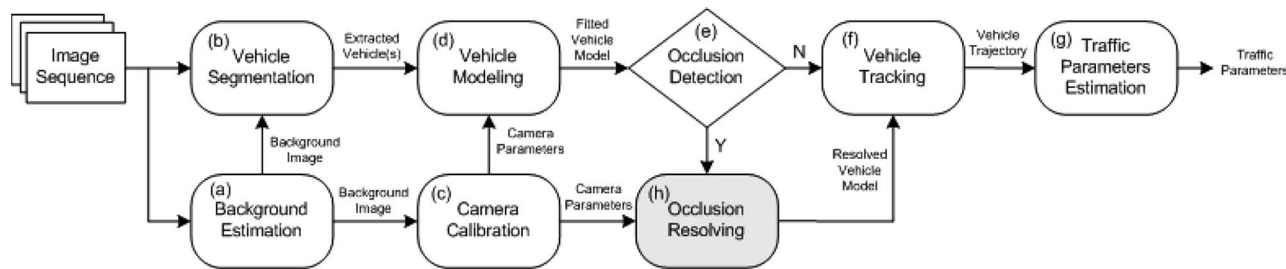 Image
Sequence
(b)
Vehicle
Segmentation
Extracted
Vehicle(s)
(d)
Vehicle
Modeling
Fitted
Vehicle
Model
(e)
Occlusion
Detection
N
(f)
Vehicle
Tracking
Vehicle
Trajectory
(g)
Traffic
Parameters
Estimation
Traffic
Parameters
Background
Image
Camera
Parameters
Y
Resolved
Vehicle
Model
(a)
Background
Estimation
Background
Image
(c)
Camera
Calibration
Camera
Parameters
(h)
Occlusion
Resolving